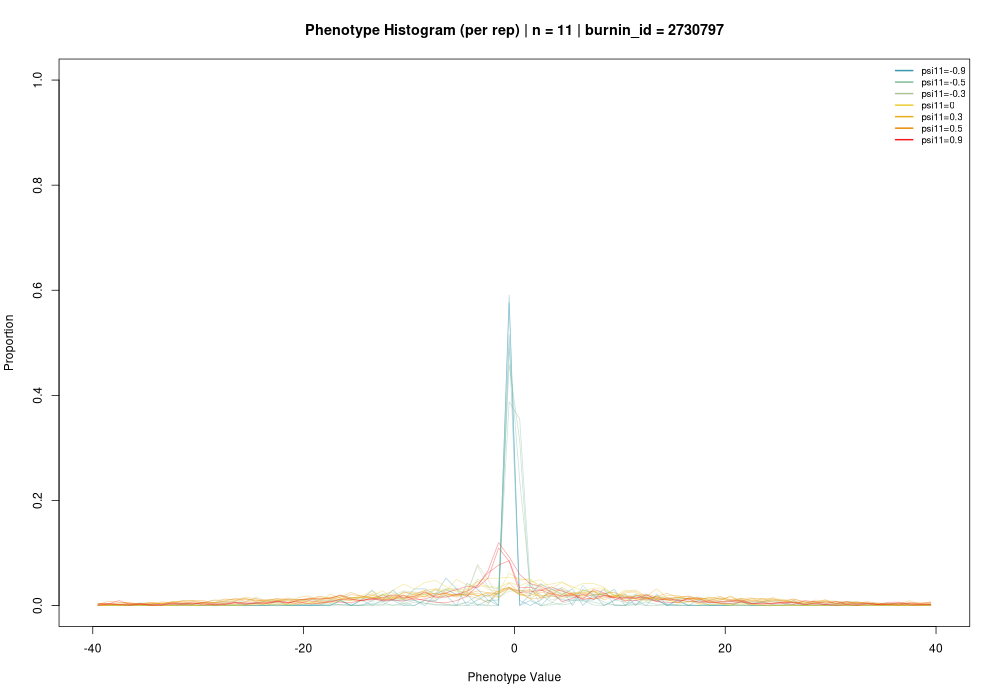 Phenotype Histogram (per rep) | n = 11 | burnin_id = 2730797
psi11=-0.9
psi11=-0.5
psi11=-0.3
psi11=0
psi11=0.3
psi11=0.5
psi11=0.9
Proportion
1.0
0.8
0.6
0.4
0.2
0.0
-40 -20 0 20 40
Phenotype Value